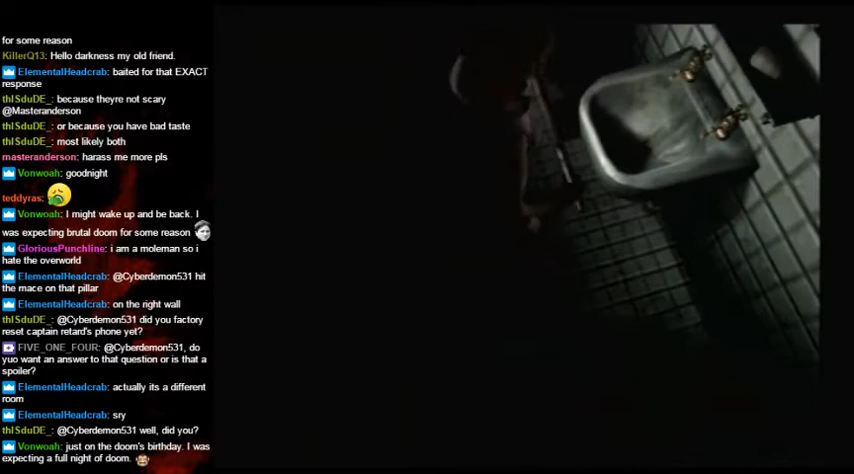 for some reason
KillerQ13: Hello darkness my old friend.
ElementalHeadcrab: baited for that EXACT
response
thISduDE_: because theyre not scary
@Masteranderson
thISduDE_: or because you have bad taste
thISduDE_: most likely both
masteranderson: harass me more pls
Vonwoah: goodnight
teddyras:
Vonwoah: I might wake up and be back. I
was expecting brutal doom for some reason
GloriousPunchline: i am a moleman so i
hate the overworld
ElementalHeadcrab: @Cyberdemon531 hit
the mace on that pillar
ElementalHeadcrab: on the right wall
thISduDE_: @Cyberdemon531 did you factory
reset captain retard's phone yet?
FIVE_ONE_FOUR: @Cyberdemon531, do
yuo want an answer to that question or is that a
spoiler?
ElementalHeadcrab: actually its a different
room
ElementalHeadcrab: sry
thISduDE_: @Cyberdemon531 well, did you?
Vonwoah: just on the doom's birthday. I was
expecting a full night of doom.